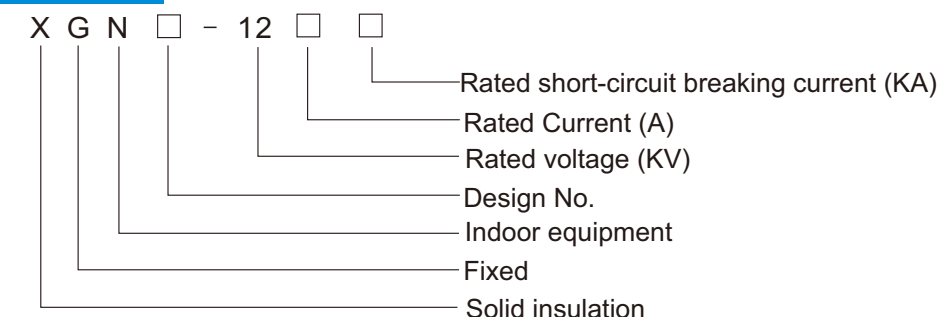 X G N □ - 12 □ □
Rated short-circuit breaking current (KA)
Rated Current (A)
Rated voltage (KV)
Design No.
Indoor equipment
Fixed
Solid insulation